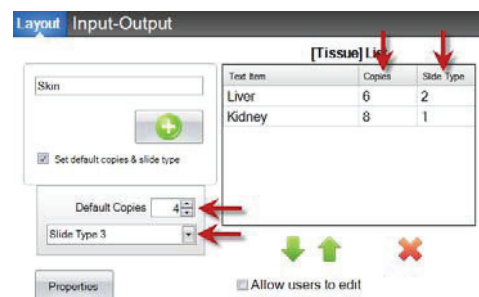 Layout Input-Output
[Tissue] List
Skin
Set default copies & slide type
Default Copies 4
Slide Type 3
Properties
Text Item Copies Slide Type
Liver 6 2
Kidney 8 1
Allow users to edit